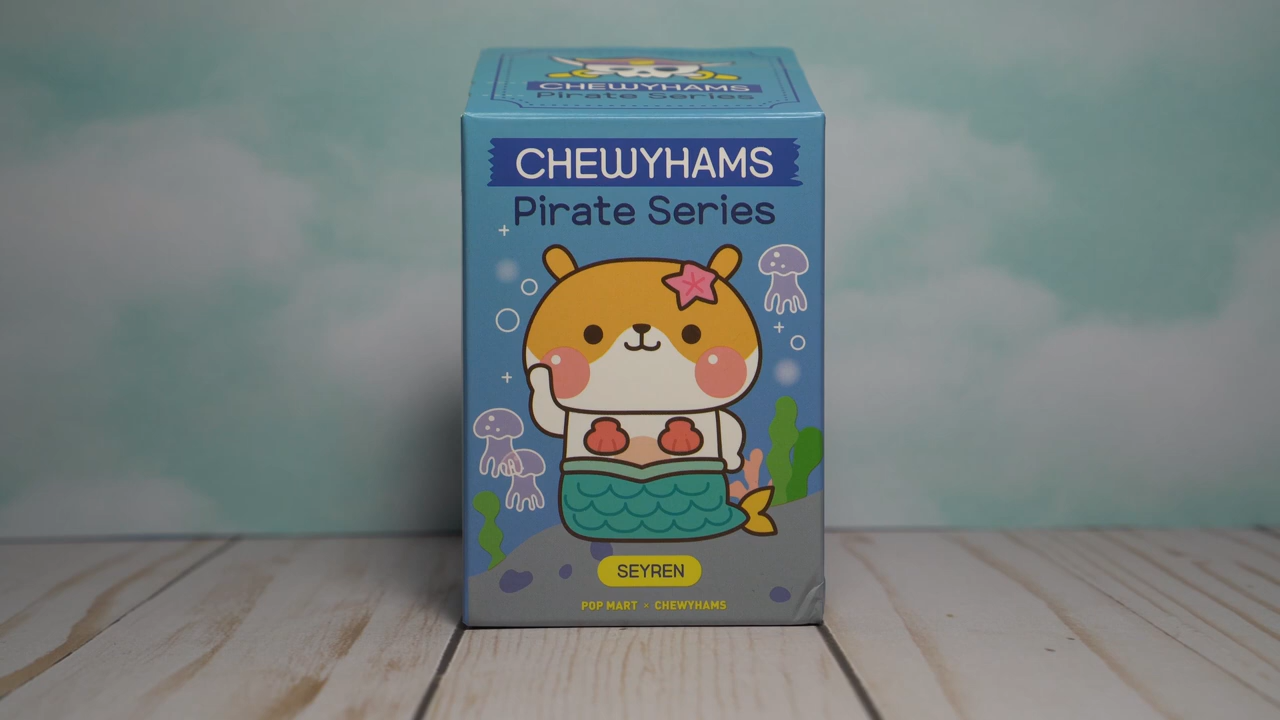 CHEWYHAMS
Pirate Series
CHEWYHAMS
Pirate Series
SEYREN
POP MART × CHEWYHAMS